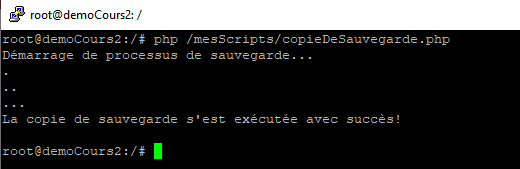 root@demoCours2: /
root@demoCours2:/# php /mesScripts/copieDeSauvegarde.php
Démarrage de processus de sauvegarde...
.
..
...
La copie de sauvegarde s'est exécutée avec succès!
root@demoCours2:/#